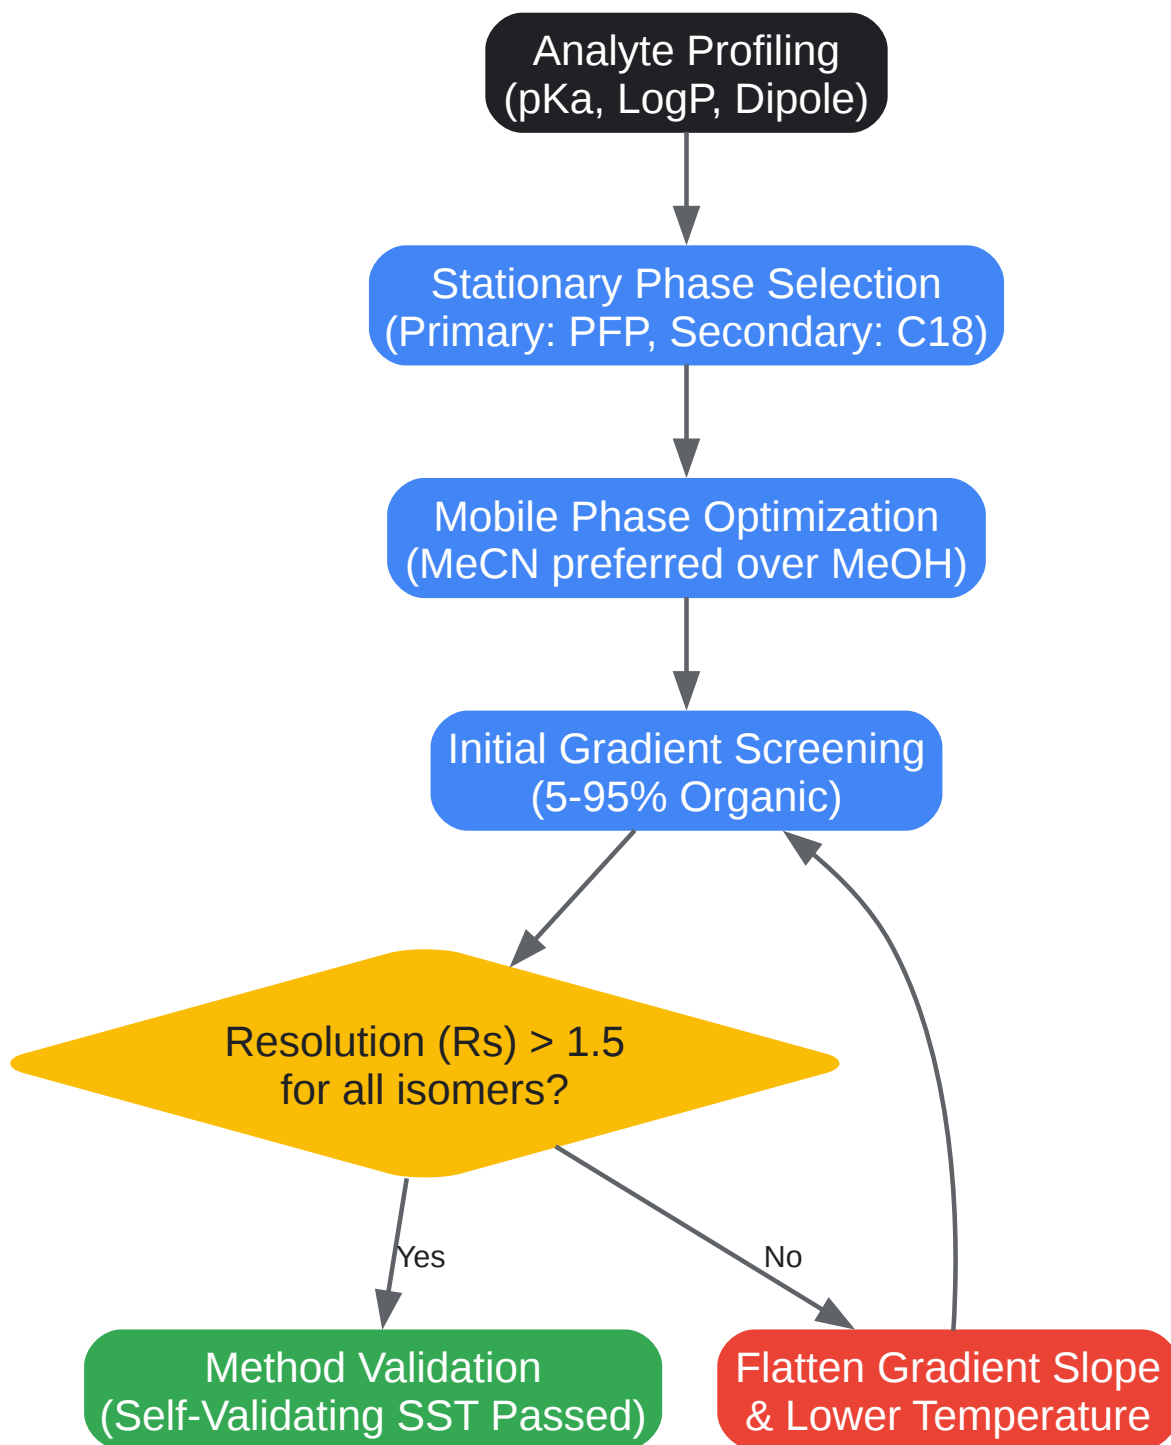 Analyte Profiling
(pKa, LogP, Dipole)
Stationary Phase Selection
(Primary: PFP, Secondary: C18)
Mobile Phase Optimization
(MeCN preferred over MeOH)
Initial Gradient Screening
(5-95% Organic)
Resolution (Rs) > 1.5
for all isomers?
Yes
No
Method Validation
(Self-Validating SST Passed)
Flatten Gradient Slope
& Lower Temperature